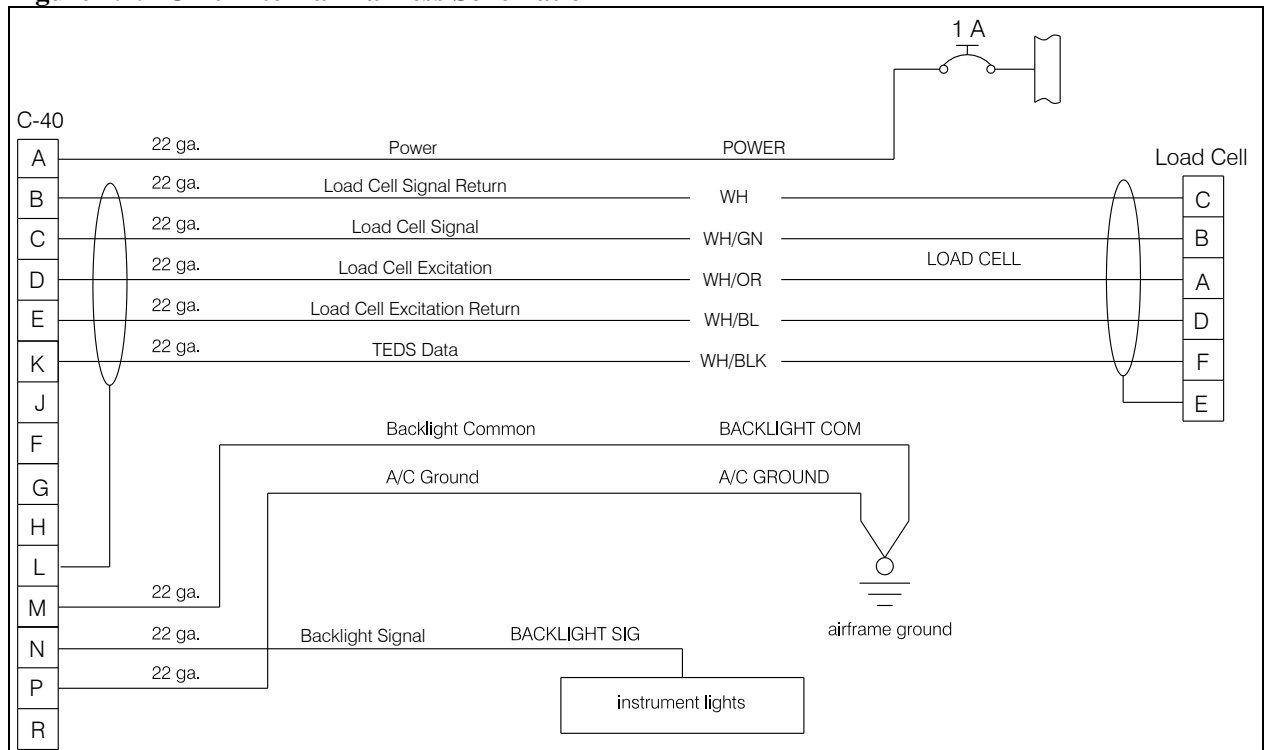 1 A
C-40
Load Cell
A 22 ga. Power POWER
B 22 ga. Load Cell Signal Return WH C
C 22 ga. Load Cell Signal WH/GN B
LOAD CELL
D 22 ga. Load Cell Excitation WH/OR A
E 22 ga. Load Cell Excitation Return WH/BL D
K 22 ga. TEDS Data WH/BLK F
J E
F Backlight Common BACKLIGHT COM
G A/C Ground A/C GROUND
H
L
M 22 ga.
airframe ground
N 22 ga. Backlight Signal BACKLIGHT SIG
P 22 ga.
instrument lights
R